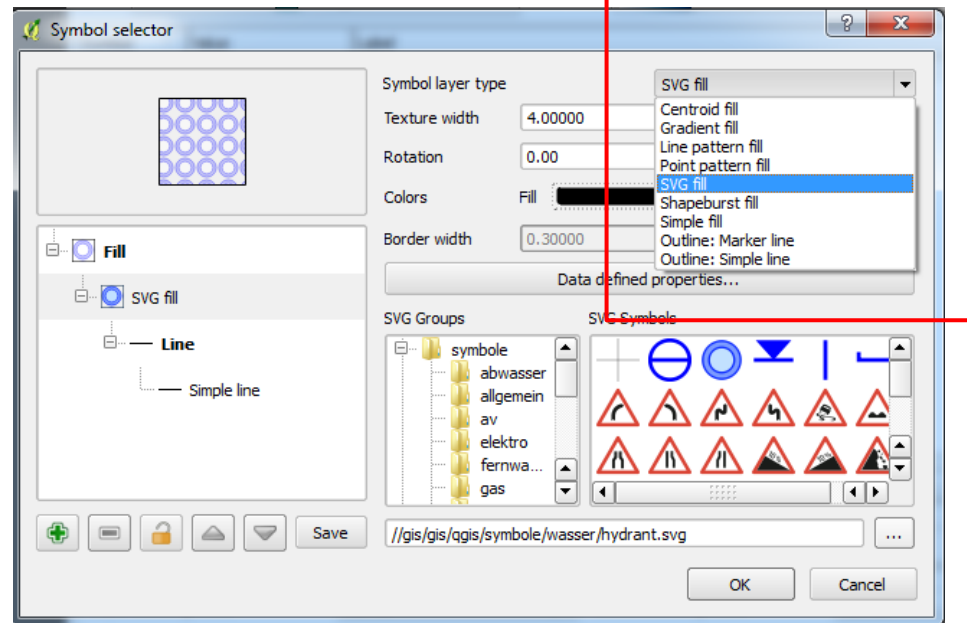 Symbol selector
Symbol layer type
SVG fill
Texture width
4.00000
Rotation
0.00
Colors
Fill
Border width
0.30000
Centroid fill
Gradient fill
Line pattern fill
Point pattern fill
SVG fill
Shapeburst fill
Simple fill
Outline: Marker line
Outline: Simple line
Data defined properties...
Fill
SVG fill
Line
Simple line
SVG Groups
SVG Symbols
symbole
abwasser
allgemein
av
elektro
fernwa...
gas
Save
//gis/gis/qgis/symbole/wasser/hydrant.svg
...
OK
Cancel